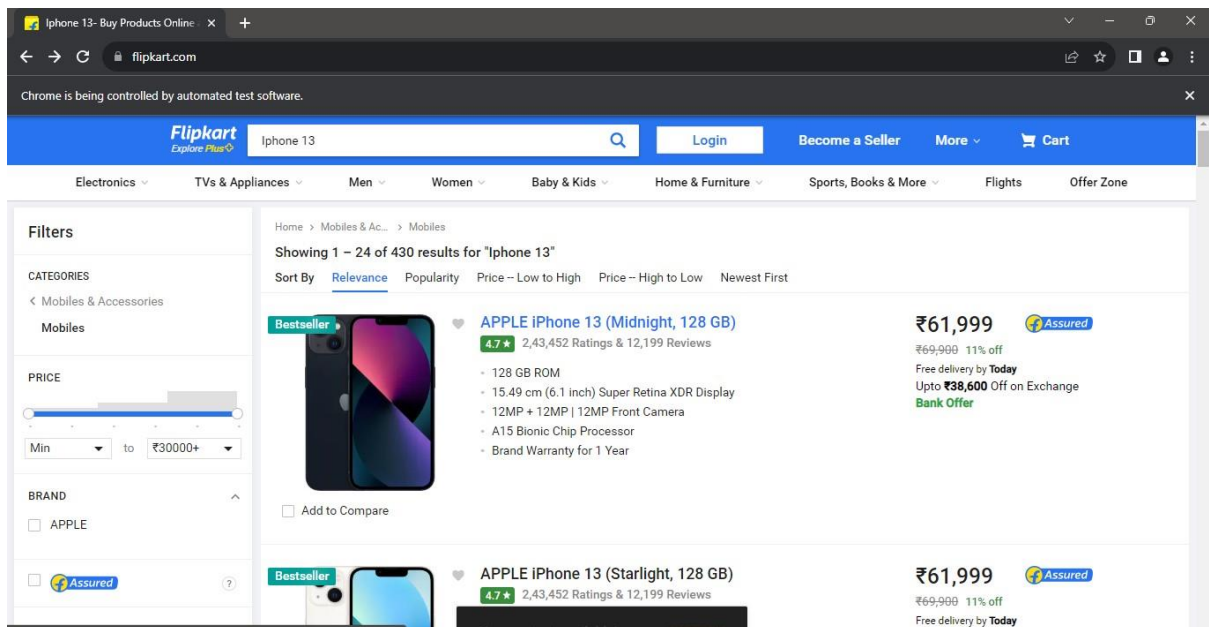 Iphone 13- Buy Products Online
flipkart.com
Chrome is being controlled by automated test software.
Flipkart
Explore Plus
Iphone 13
Login
Become a Seller
More
Cart
Electronics
TVs & Appliances
Men
Women
Baby & Kids
Home & Furniture
Sports, Books & More
Flights
Offer Zone
Filters
CATEGORIES
Mobiles & Accessories
Mobiles
PRICE
Min to ₹30000+
BRAND
APPLE
Assured
?
Home > Mobiles & Ac... > Mobiles
Showing 1 – 24 of 430 results for "Iphone 13"
Sort By Relevance Popularity Price -- Low to High Price -- High to Low Newest First
Bestseller
APPLE iPhone 13 (Midnight, 128 GB)
4.7 ★ 2,43,452 Ratings & 12,199 Reviews
128 GB ROM
15.49 cm (6.1 inch) Super Retina XDR Display
12MP + 12MP | 12MP Front Camera
A15 Bionic Chip Processor
Brand Warranty for 1 Year
Add to Compare
₹61,999
Assured
₹69,900 11% off
Free delivery by Today
Upto ₹38,600 Off on Exchange
Bank Offer
Bestseller
APPLE iPhone 13 (Starlight, 128 GB)
4.7 ★ 2,43,452 Ratings & 12,199 Reviews
₹61,999
Assured
₹69,900 11% off
Free delivery by Today